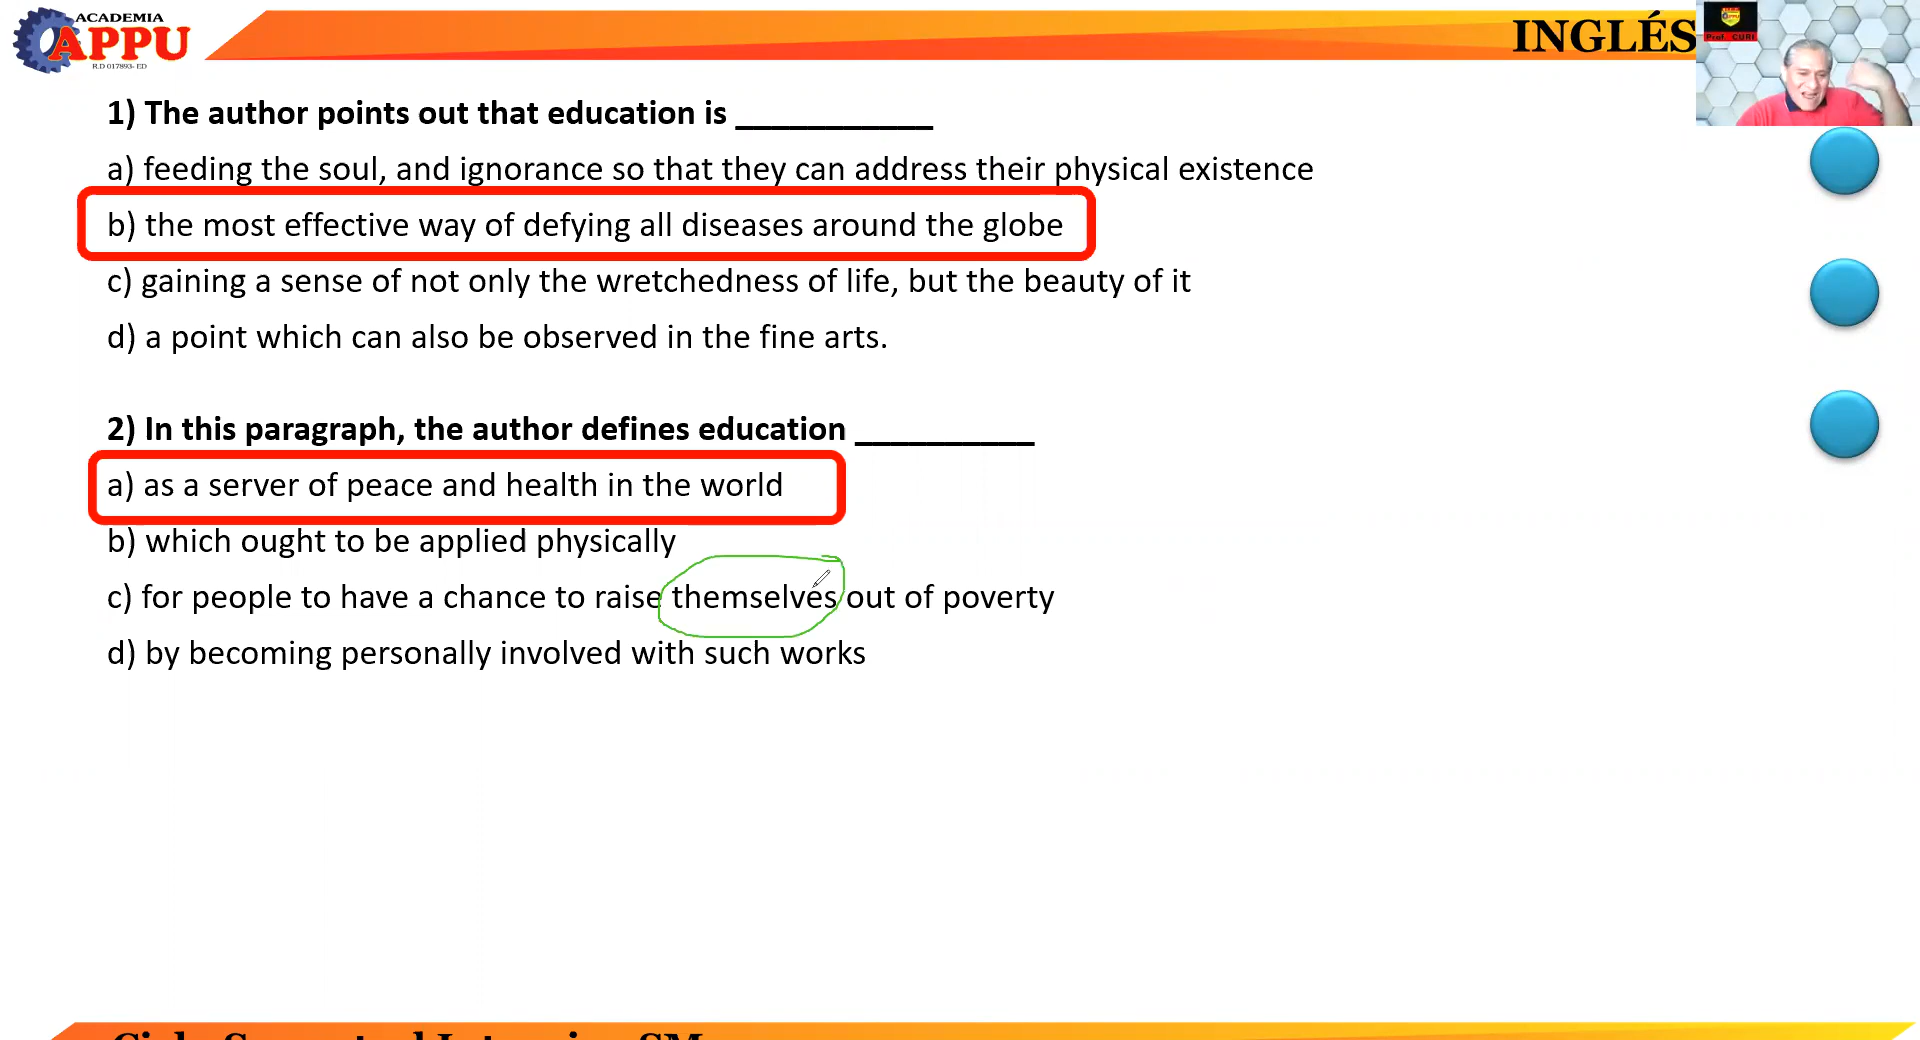 ACADEMIA
APPU
R.D 017893- ED
INGLÉS
Prof. CURI
1) The author points out that education is ___________
a) feeding the soul, and ignorance so that they can address their physical existence
b) the most effective way of defying all diseases around the globe
c) gaining a sense of not only the wretchedness of life, but the beauty of it
d) a point which can also be observed in the fine arts.
2) In this paragraph, the author defines education __________
a) as a server of peace and health in the world
b) which ought to be applied physically
c) for people to have a chance to raise themselves out of poverty
d) by becoming personally involved with such works